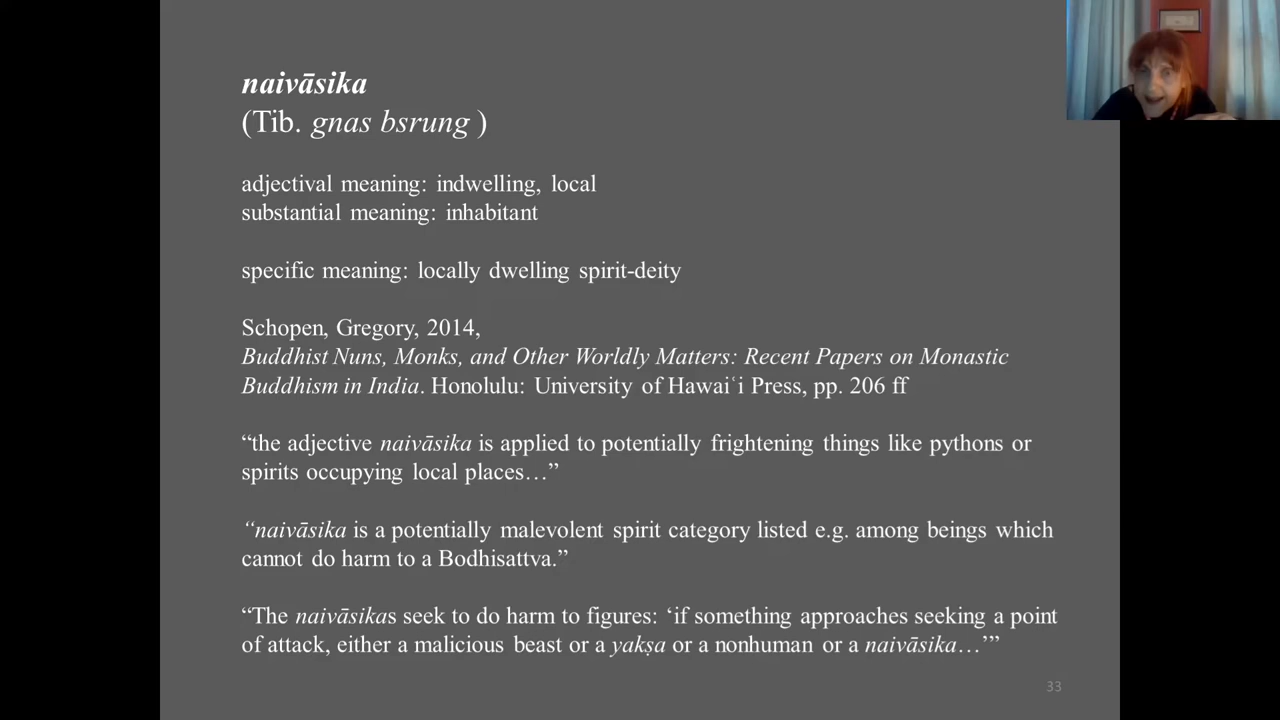 naivāsika
(Tib. gnas bsrung )
adjectival meaning: indwelling, local
substantial meaning: inhabitant
specific meaning: locally dwelling spirit-deity
Schopen, Gregory, 2014,
Buddhist Nuns, Monks, and Other Worldly Matters: Recent Papers on Monastic
Buddhism in India. Honolulu: University of Hawaiʿi Press, pp. 206 ff
“the adjective naivāsika is applied to potentially frightening things like pythons or
spirits occupying local places…”
“naivāsika is a potentially malevolent spirit category listed e.g. among beings which
cannot do harm to a Bodhisattva.”
“The naivāsikas seek to do harm to figures: ‘if something approaches seeking a point
of attack, either a malicious beast or a yakṣa or a nonhuman or a naivāsika…’”
33